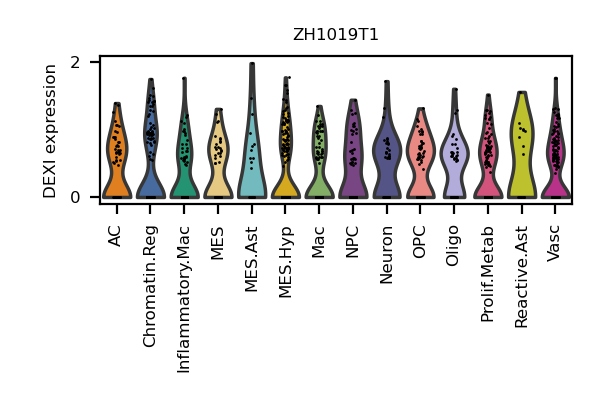 ZH1019T1
DEXI expression
2
0
AC
Chromatin.Reg
Inflammatory.Mac
MES
MES.Ast
MES.Hyp
Mac
NPC
Neuron
OPC
Oligo
Prolif.Metab
Reactive.Ast
Vasc